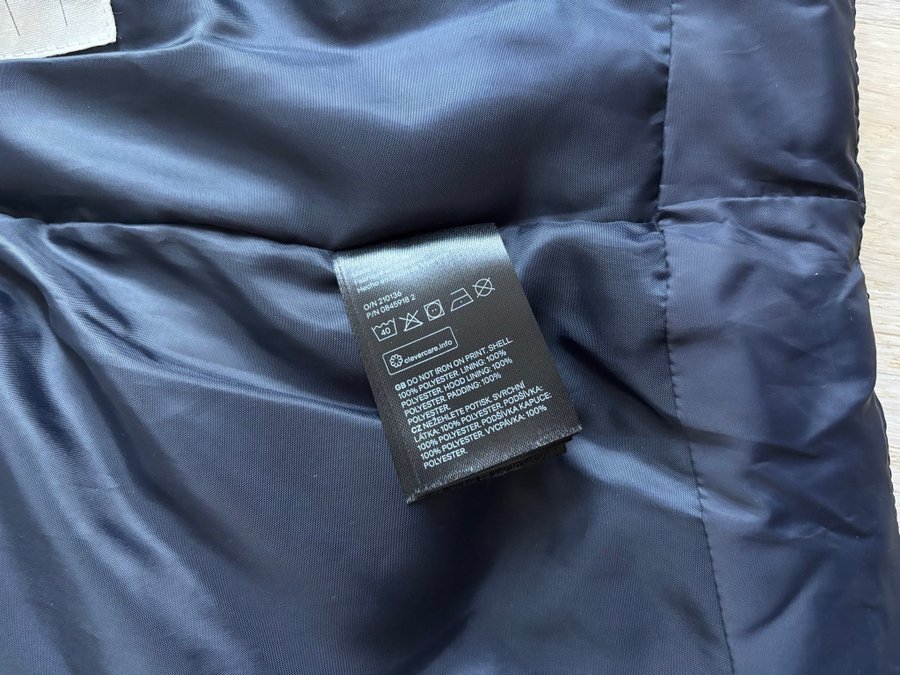 O/N 210136
P/N 0845918 2
40
clevercare.info
GB DO NOT IRON ON PRINT. SHELL:
100% POLYESTER. LINING: 100%
POLYESTER. HOOD LINING: 100%
POLYESTER. PADDING: 100%
POLYESTER.
CZ NEŽEHLETE POTISK. SVRCHNÍ
LÁTKA: 100% POLYESTER. PODŠÍVKA:
100% POLYESTER. PODŠÍVKA KAPUCE:
100% POLYESTER. VYCPÁVKA: 100%
POLYESTER.